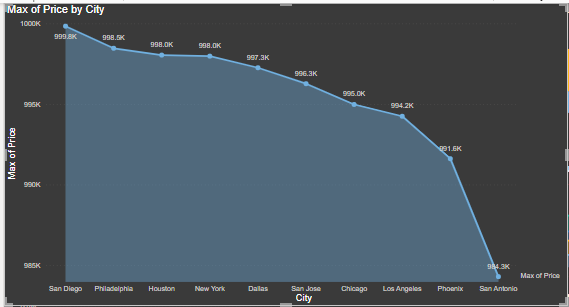 Max of Price by City
1000K
995K
990K
985K
Max of Price
999.8K
998.5K
998.0K
998.0K
997.3K
996.3K
995.0K
994.2K
991.6K
984.3K
Max of Price
San Diego
Philadelphia
Houston
New York
Dallas
San Jose
Chicago
Los Angeles
Phoenix
San Antonio
City